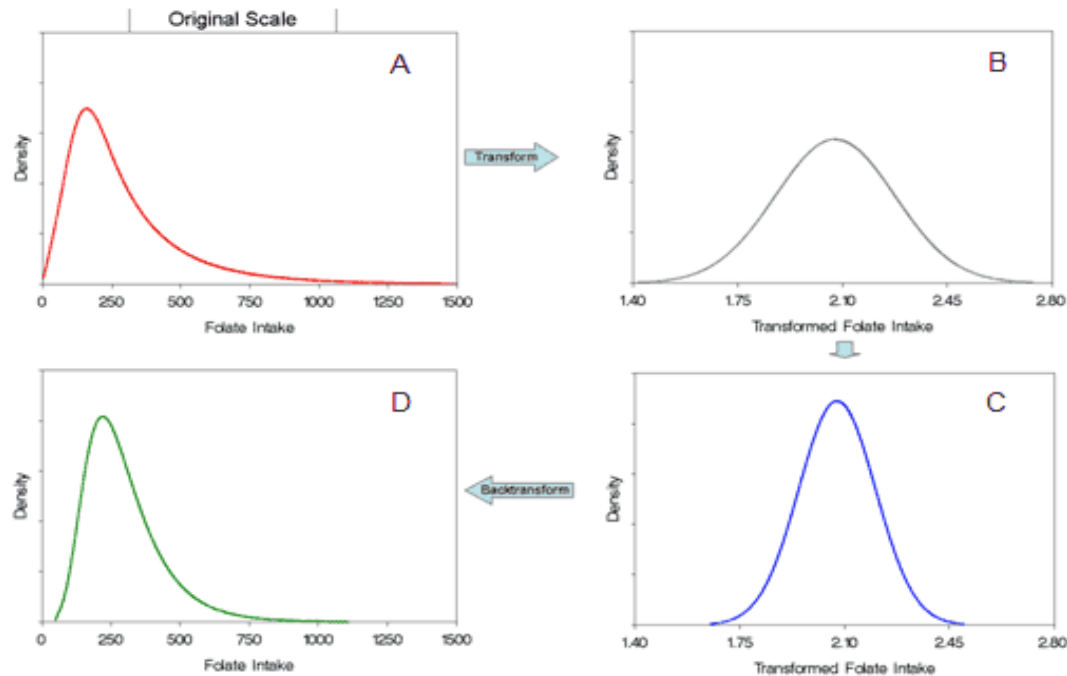 Original Scale
A
Density
0 250 500 750 1000 1250 1500
Folate Intake
Transform
B
Density
1.40 1.75 2.10 2.45 2.80
Transformed Folate Intake
C
Density
1.40 1.75 2.10 2.45 2.80
Transformed Folate Intake
Backtransform
D
Density
0 250 500 750 1000 1250 1500
Folate Intake